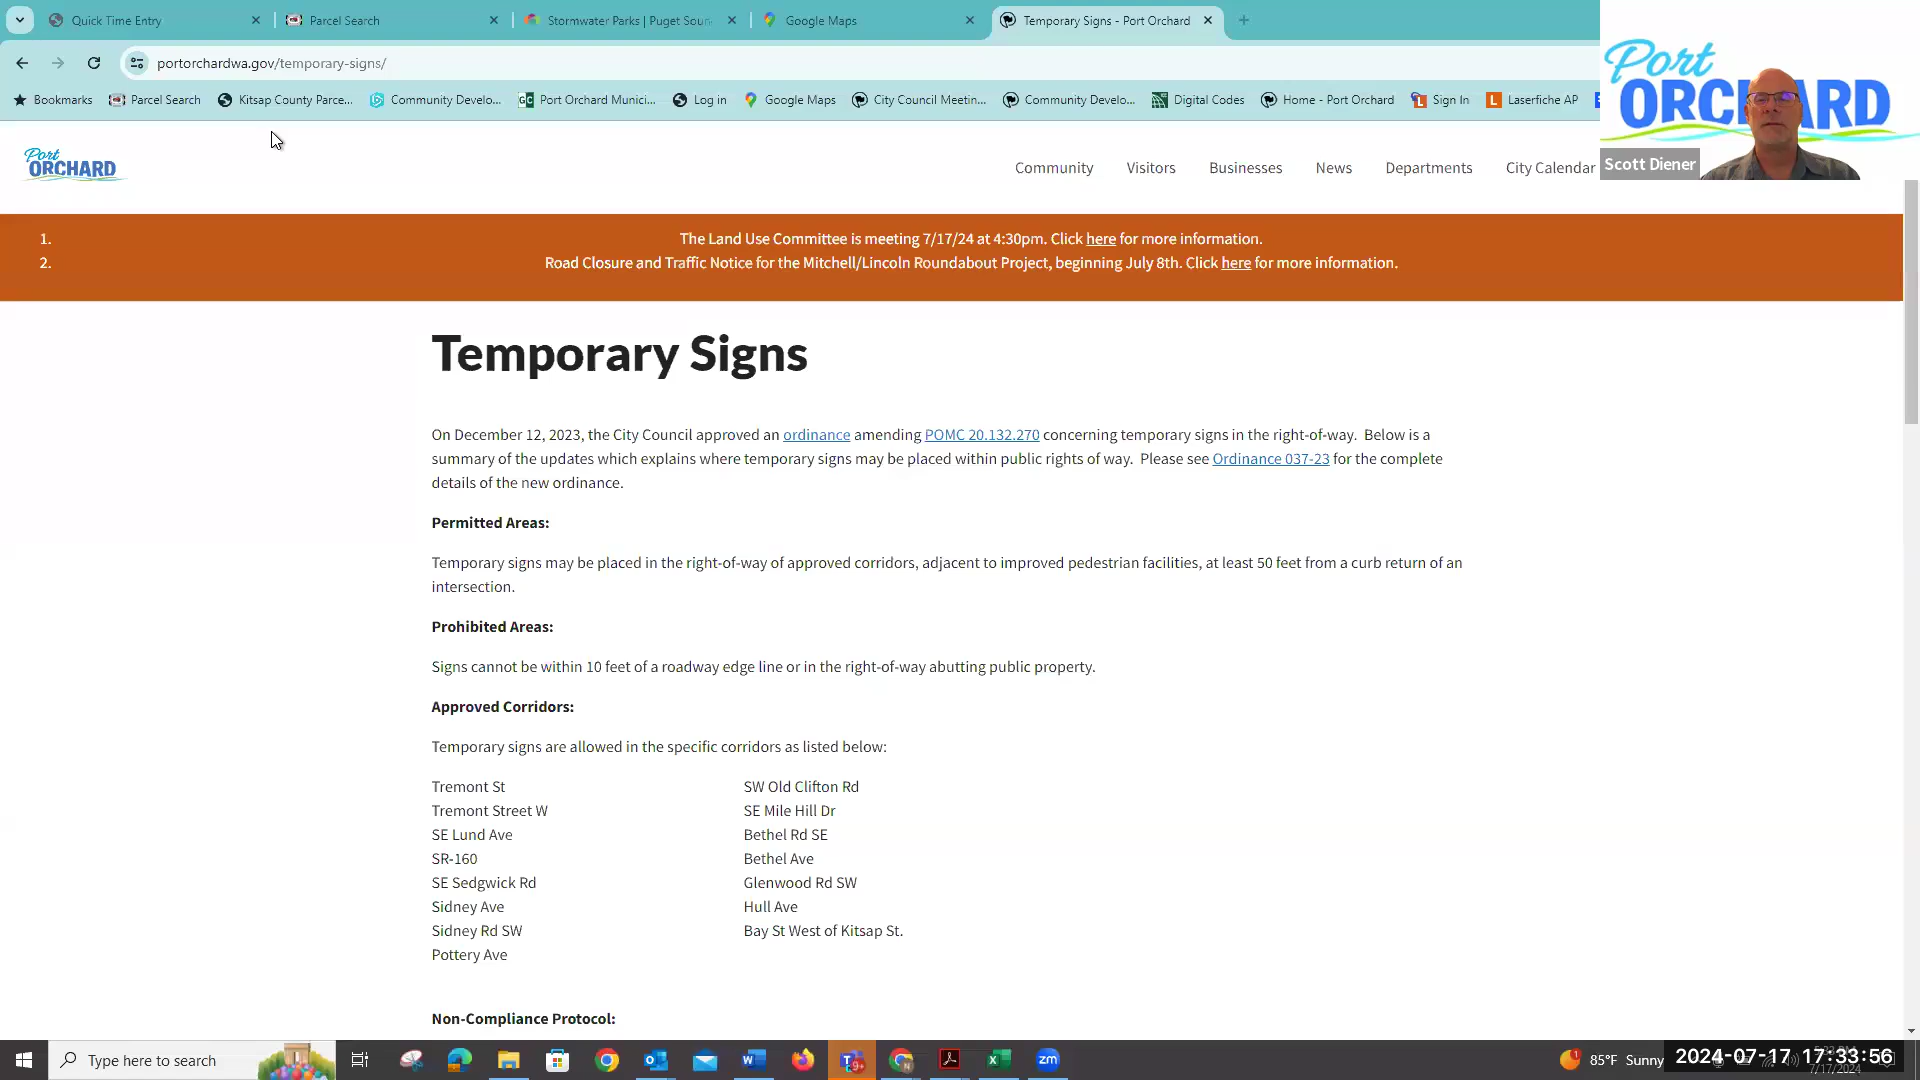 Quick Time Entry
Parcel Search
Stormwater Parks | Puget Soun
Google Maps
Temporary Signs - Port Orchard
portorchardwa.gov/temporary-signs/
Bookmarks
Parcel Search
Kitsap County Parce...
Community Develo...
Port Orchard Munici...
Log in
Google Maps
City Council Meetin...
Community Develo...
Digital Codes
Home - Port Orchard
Sign In
Laserfiche AP
Port
ORCHARD
Scott Diener
Port
ORCHARD
Community
Visitors
Businesses
News
Departments
City Calendar
1. The Land Use Committee is meeting 7/17/24 at 4:30pm. Click here for more information.
2. Road Closure and Traffic Notice for the Mitchell/Lincoln Roundabout Project, beginning July 8th. Click here for more information.
Temporary Signs
On December 12, 2023, the City Council approved an ordinance amending POMC 20.132.270 concerning temporary signs in the right-of-way. Below is a
summary of the updates which explains where temporary signs may be placed within public rights of way. Please see Ordinance 037-23 for the complete
details of the new ordinance.
Permitted Areas:
Temporary signs may be placed in the right-of-way of approved corridors, adjacent to improved pedestrian facilities, at least 50 feet from a curb return of an
intersection.
Prohibited Areas:
Signs cannot be within 10 feet of a roadway edge line or in the right-of-way abutting public property.
Approved Corridors:
Temporary signs are allowed in the specific corridors as listed below:
Tremont St
Tremont Street W
SE Lund Ave
SR-160
SE Sedgwick Rd
Sidney Ave
Sidney Rd SW
Pottery Ave
SW Old Clifton Rd
SE Mile Hill Dr
Bethel Rd SE
Bethel Ave
Glenwood Rd SW
Hull Ave
Bay St West of Kitsap St.
Non-Compliance Protocol:
Type here to search
85°F Sunny
2024-07-17 17:33:56
7/17/2024